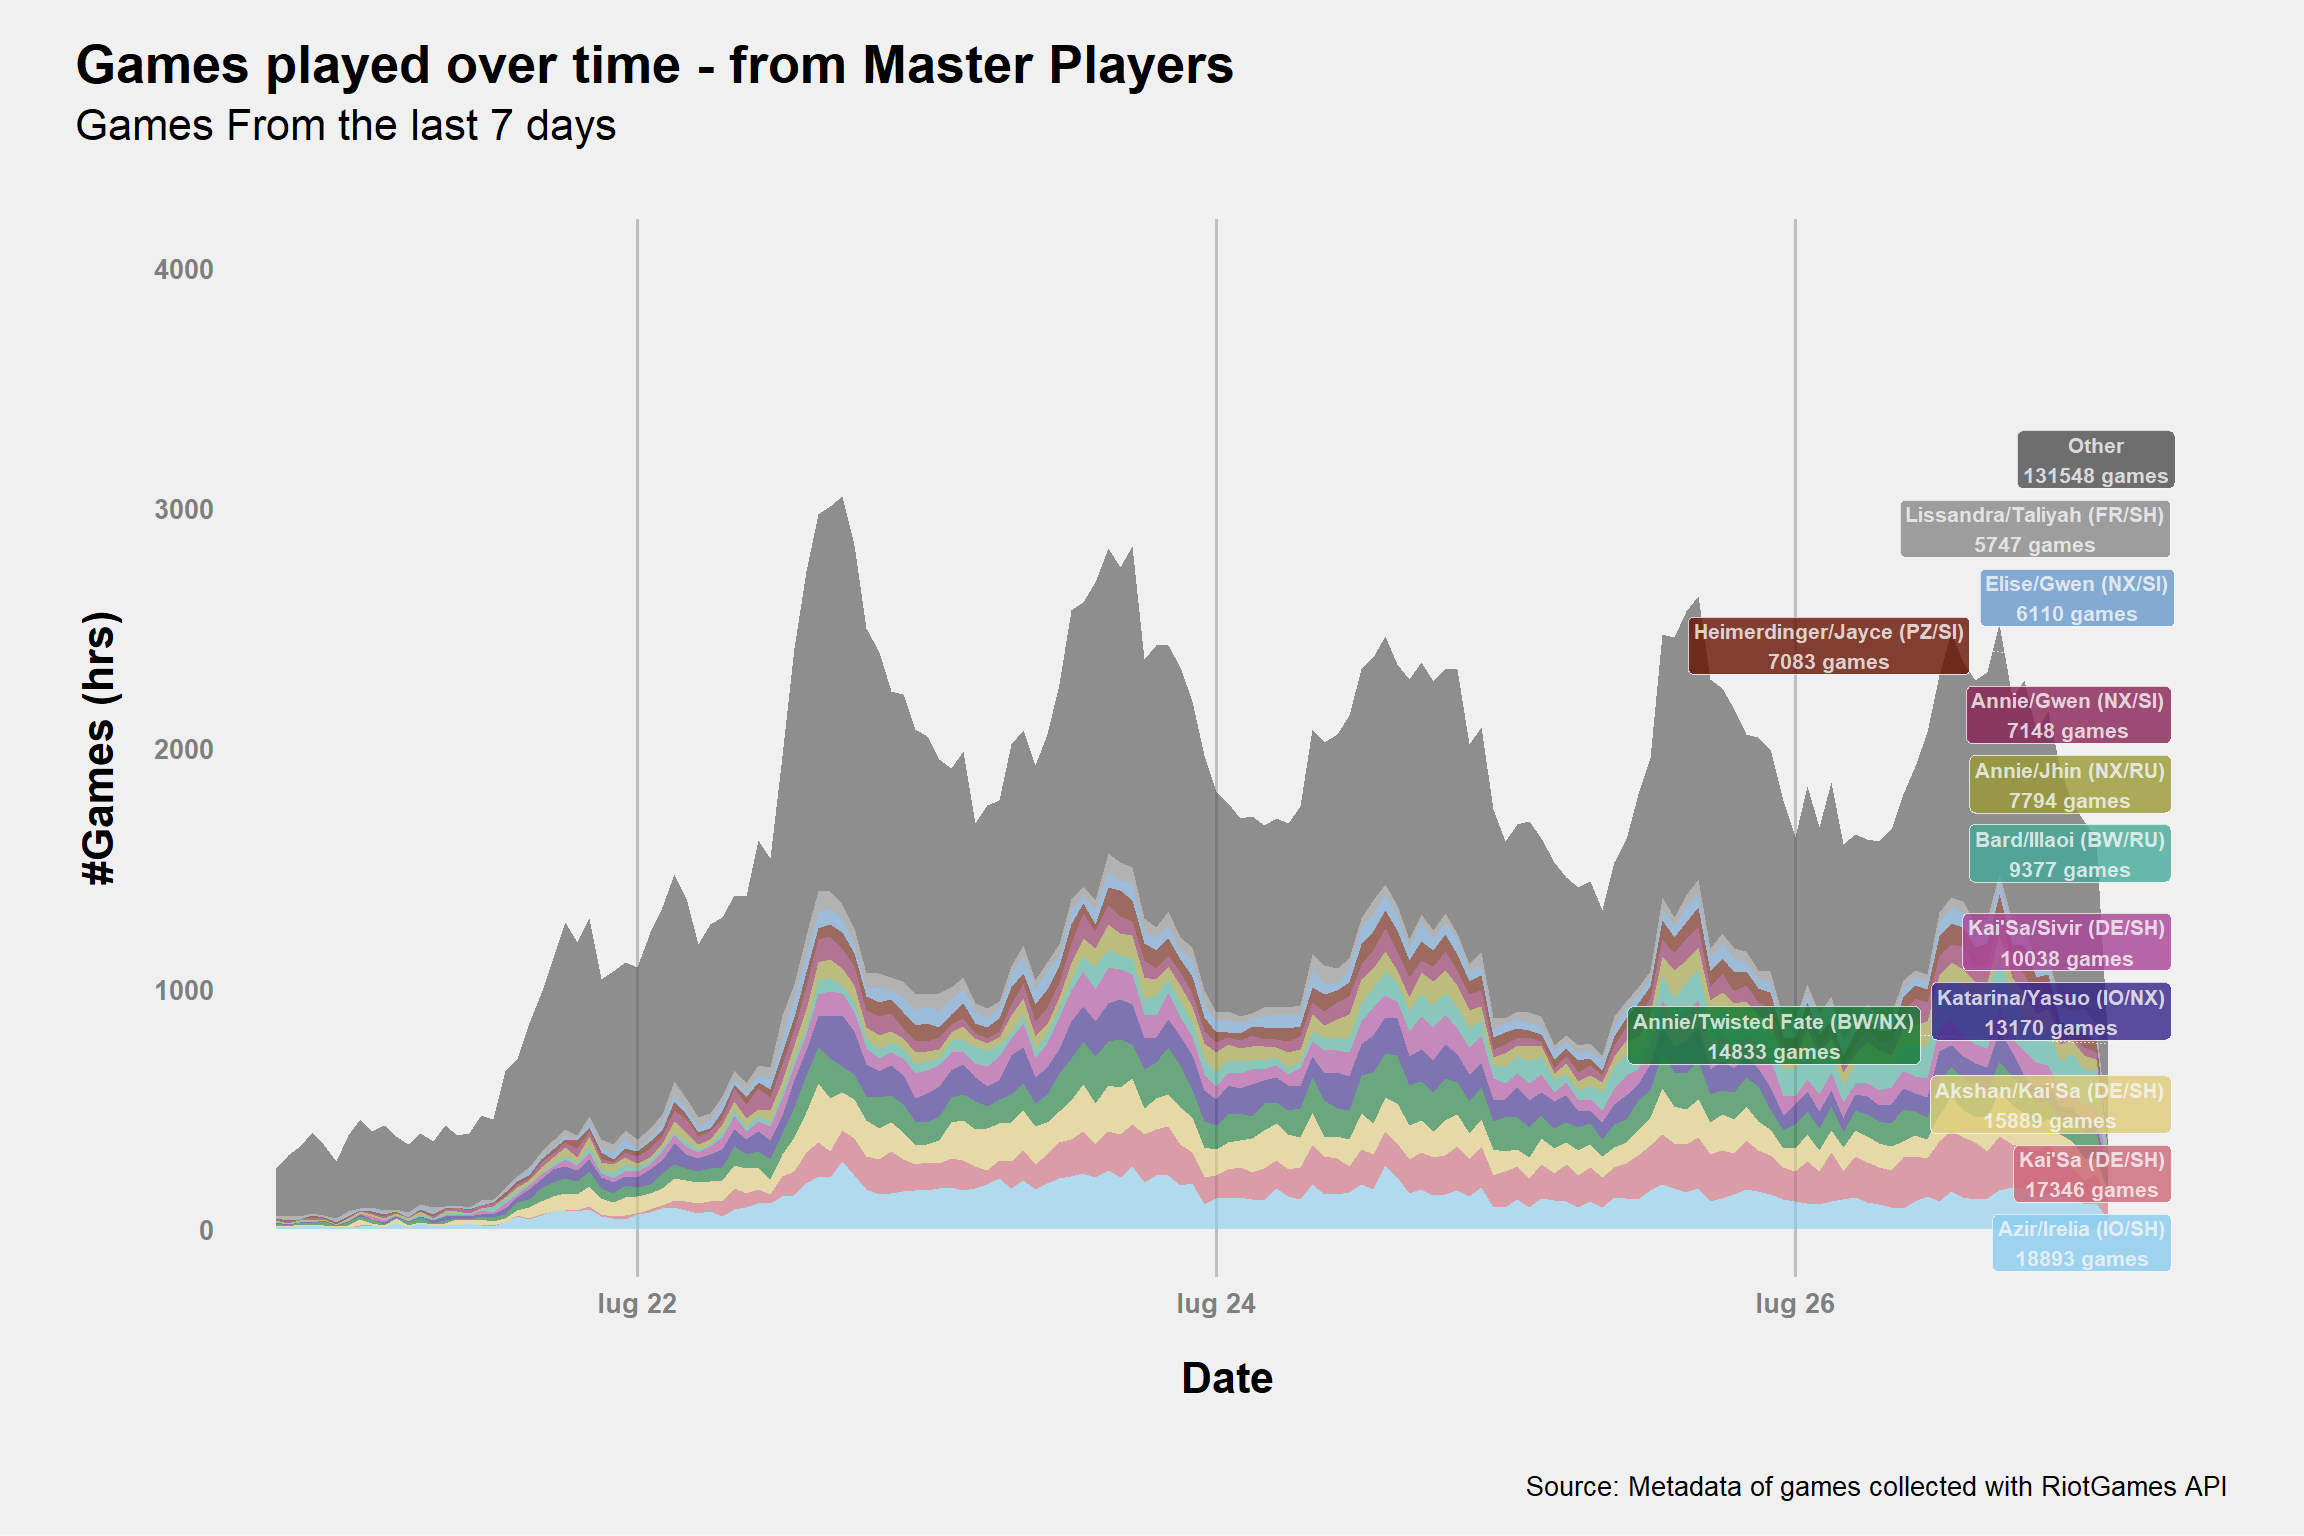 Games played over time - from Master Players
Games From the last 7 days
#Games (hrs)
4000
3000
2000
1000
0
Other
131548 games
Lissandra/Taliyah (FR/SH)
5747 games
Elise/Gwen (NX/SI)
6110 games
Heimerdinger/Jayce (PZ/SI)
7083 games
Annie/Gwen (NX/SI)
7148 games
Annie/Jhin (NX/RU)
7794 games
Bard/Illaoi (BW/RU)
9377 games
Kai'Sa/Sivir (DE/SH)
10038 games
Katarina/Yasuo (IO/NX)
13170 games
Annie/Twisted Fate (BW/NX)
14833 games
Akshan/Kai'Sa (DE/SH)
15889 games
Kai'Sa (DE/SH)
17346 games
Azir/Irelia (IO/SH)
18893 games
lug 22
lug 24
lug 26
Date
Source: Metadata of games collected with RiotGames API